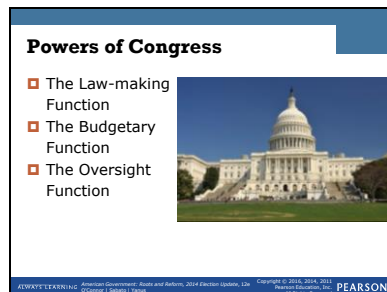 Powers of Congress
The Law-making
Function
The Budgetary
Function
The Oversight
Function
ALWAYS LEARNING
American Government: Roots and Reform, 2014 Election Update, 12e
O'Connor | Sabato | Yanus
Copyright © 2016, 2014, 2011
Pearson Education, Inc.
PEARSON